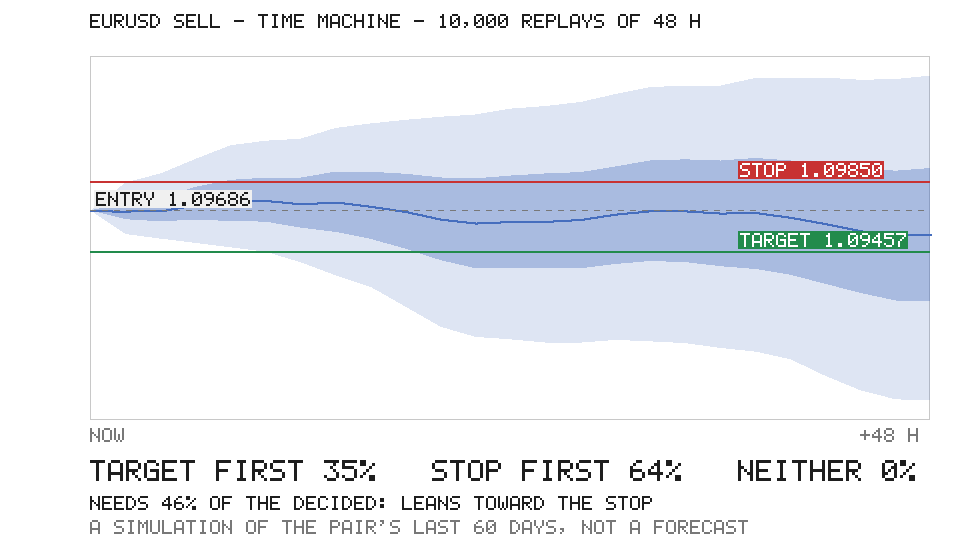 EURUSD SELL - TIME MACHINE - 10,000 REPLAYS OF 48 H
STOP 1.09850
ENTRY 1.09686
TARGET 1.09457
NOW +48 H
TARGET FIRST 35% STOP FIRST 64% NEITHER 0%
NEEDS 46% OF THE DECIDED: LEANS TOWARD THE STOP
A SIMULATION OF THE PAIR'S LAST 60 DAYS, NOT A FORECAST